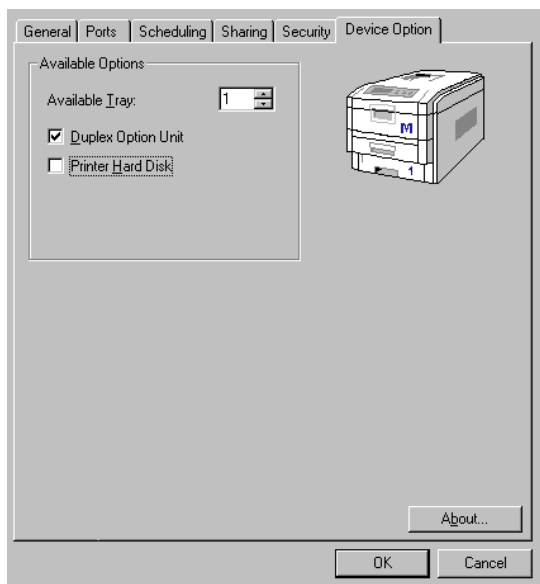 General Ports Scheduling Sharing Security Device Option
Available Options
Available Tray: 1
Duplex Option Unit
Printer Hard Disk
M
1
About...
OK Cancel